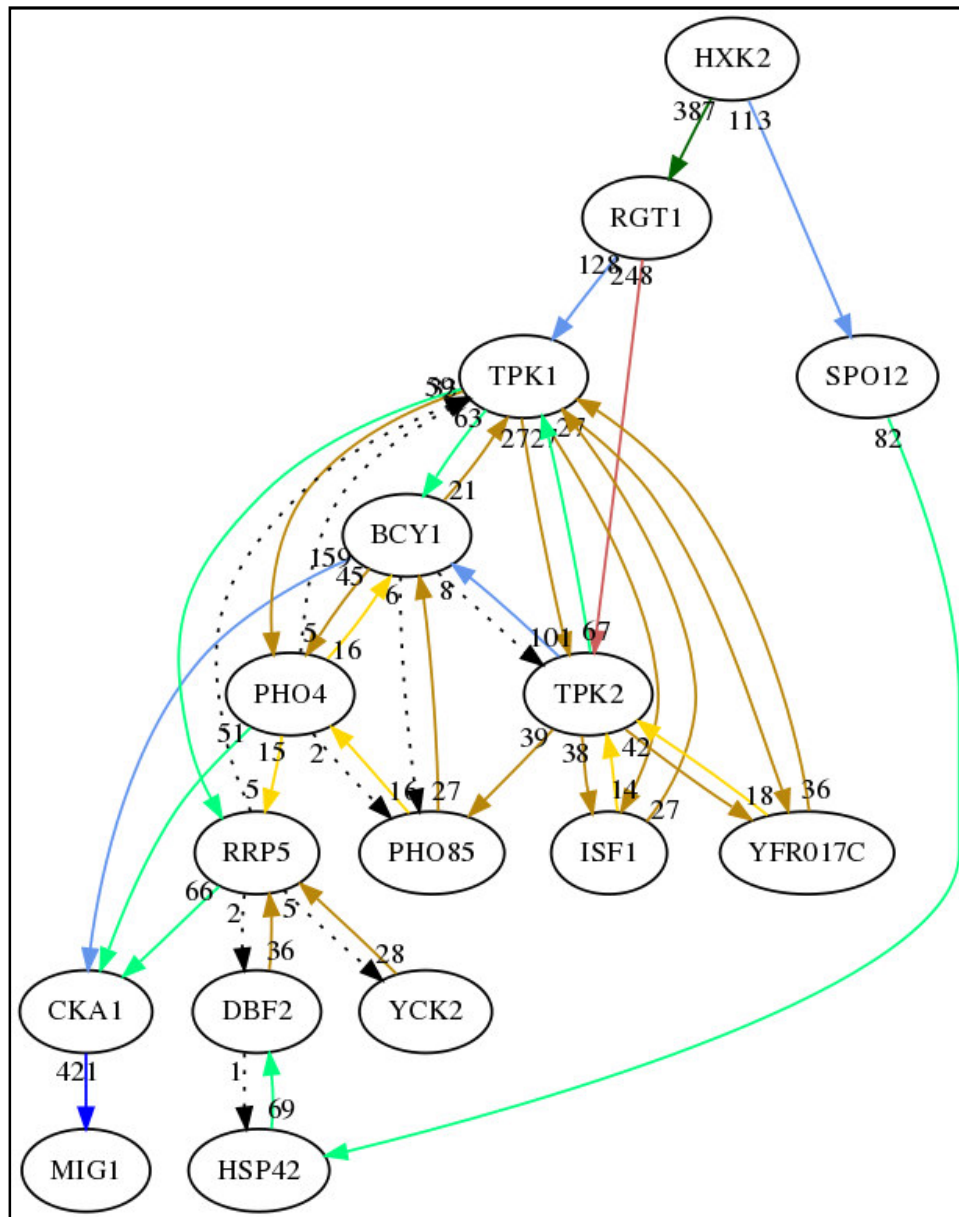 HXK2
387 113
RGT1
128 248
TPK1 SPO12
63 27 27 27 82
21
BCY1
159 45 6 8
5 16 101 67
PHO4 TPK2
51 15 2 39 38 42
5 16 27 14 27 18 36
RRP5 PHO85 ISF1 YFR017C
66 2 5
36 28
CKA1 DBF2 YCK2
421 1
69
MIG1 HSP42